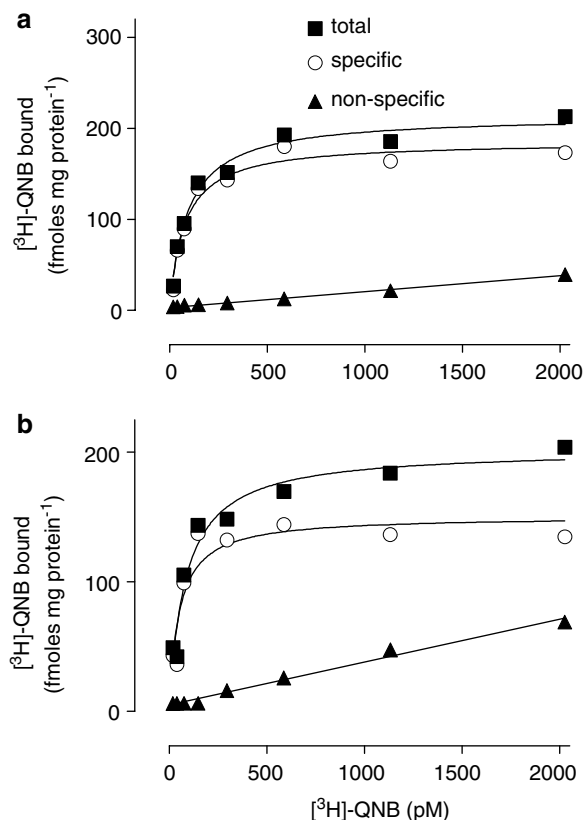 a
total
specific
non-specific
300
200
100
0
[³H]-QNB bound
(fmoles mg protein⁻¹)
0
500
1000
1500
2000
b
200
100
0
[³H]-QNB bound
(fmoles mg protein⁻¹)
0
500
1000
1500
2000
[³H]-QNB (pM)